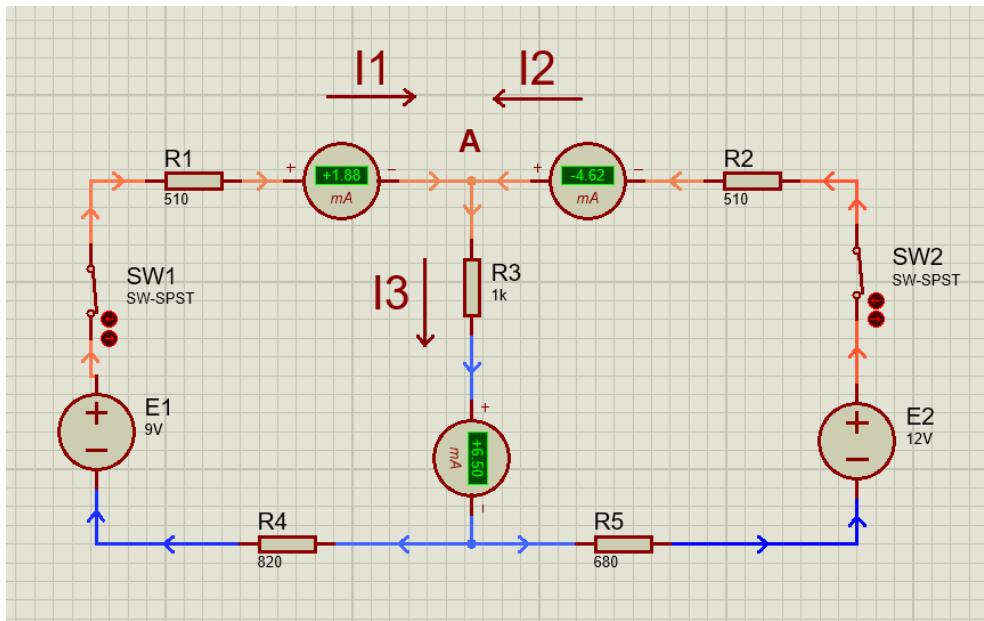 I1
I2
A
R1
510
+
+1.88
mA
−
+
-4.62
mA
−
R2
510
SW1
SW-SPST
I3
R3
1k
SW2
SW-SPST
E1
9V
+
−
+
+6.50
mA
−
E2
12V
+
−
R4
820
R5
680